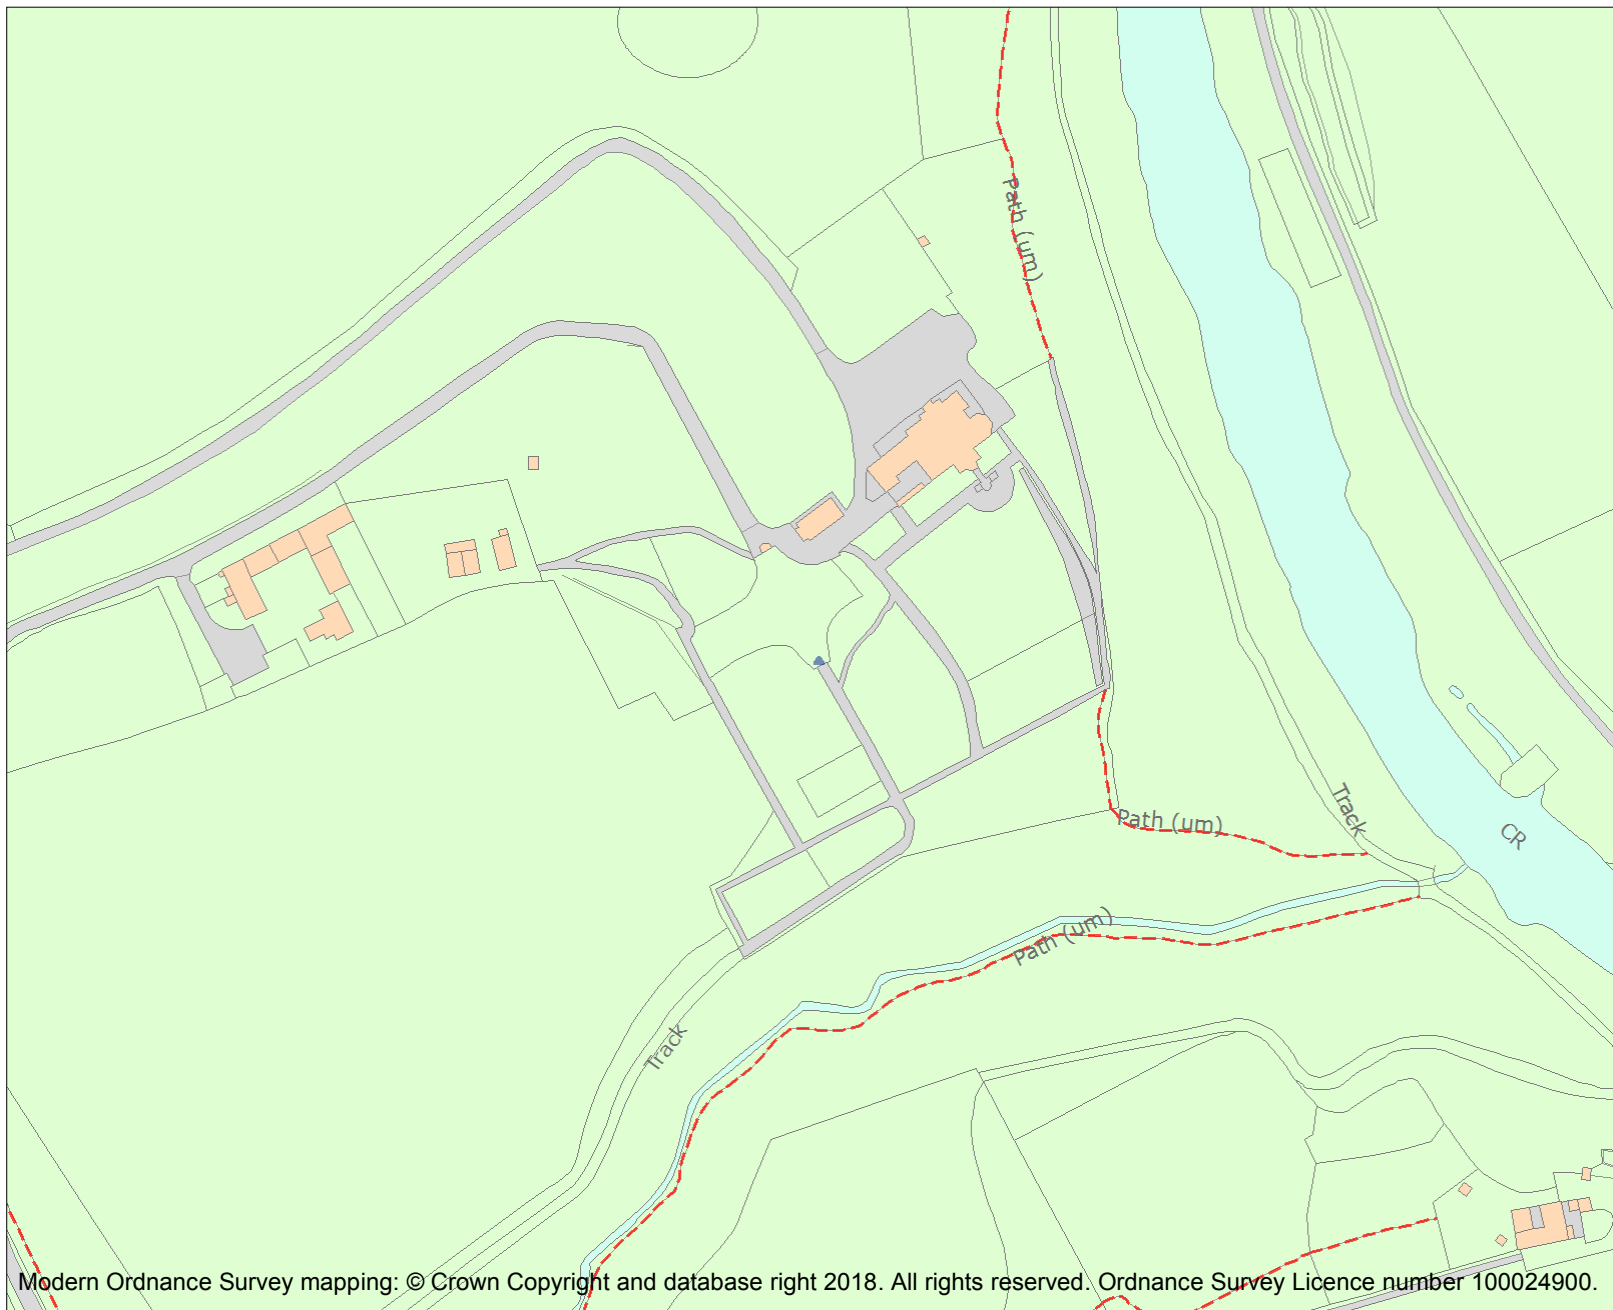 Path (um)
Track
Path (um)
CR
Path (um)
Track
Modern Ordnance Survey mapping: © Crown Copyright and database right 2018. All rights reserved. Ordnance Survey Licence number 100024900.